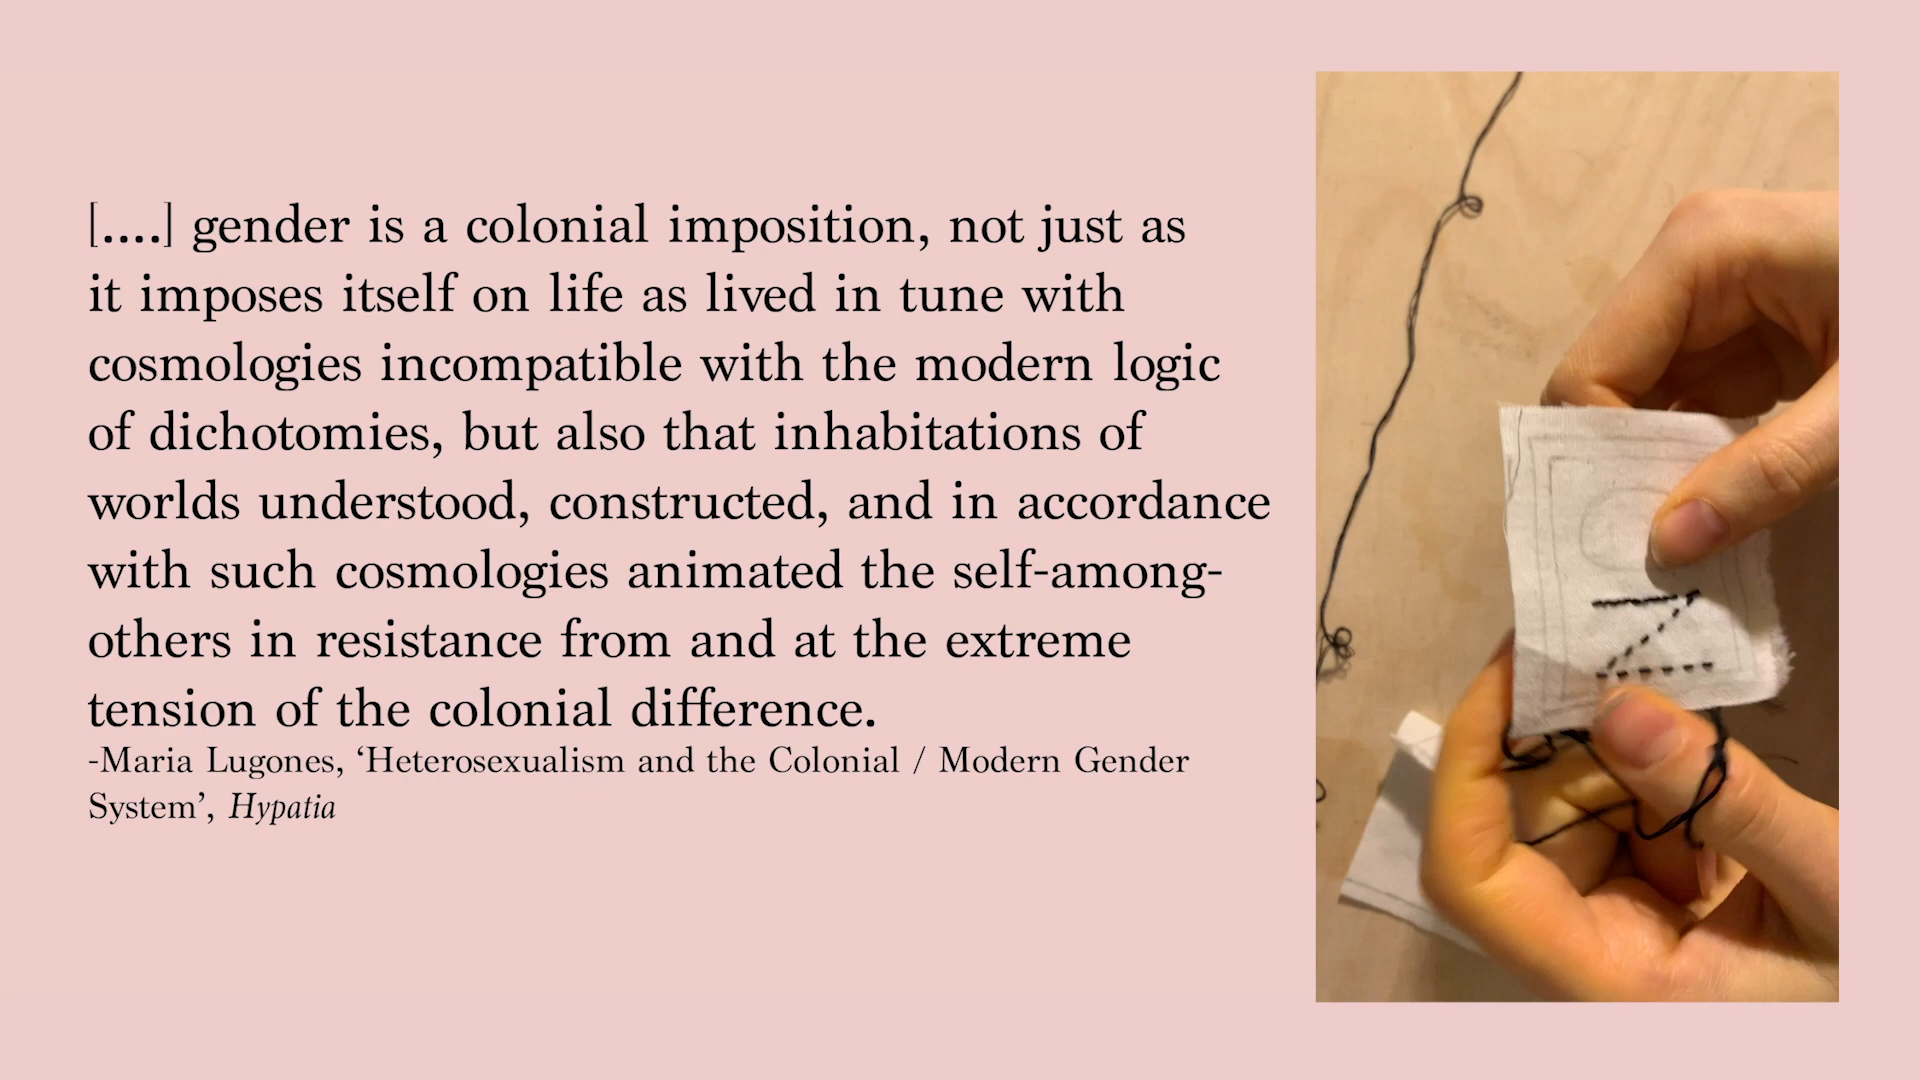 [....] gender is a colonial imposition, not just as
it imposes itself on life as lived in tune with
cosmologies incompatible with the modern logic
of dichotomies, but also that inhabitations of
worlds understood, constructed, and in accordance
with such cosmologies animated the self-among-
others in resistance from and at the extreme
tension of the colonial difference.
-Maria Lugones, ‘Heterosexualism and the Colonial / Modern Gender
System’, Hypatia